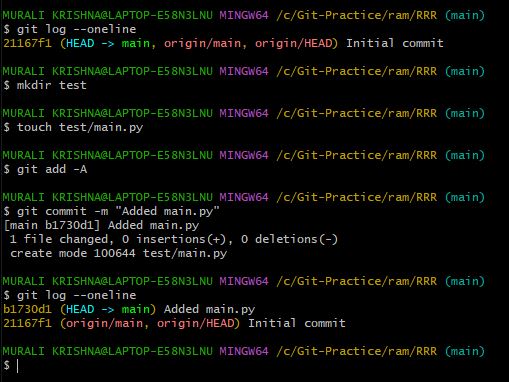 MURALI KRISHNA@LAPTOP-E58N3LNU MINGW64 /c/Git-Practice/ram/RRR (main)
$ git log --oneline
21167f1 (HEAD -> main, origin/main, origin/HEAD) Initial commit
MURALI KRISHNA@LAPTOP-E58N3LNU MINGW64 /c/Git-Practice/ram/RRR (main)
$ mkdir test
MURALI KRISHNA@LAPTOP-E58N3LNU MINGW64 /c/Git-Practice/ram/RRR (main)
$ touch test/main.py
MURALI KRISHNA@LAPTOP-E58N3LNU MINGW64 /c/Git-Practice/ram/RRR (main)
$ git add -A
MURALI KRISHNA@LAPTOP-E58N3LNU MINGW64 /c/Git-Practice/ram/RRR (main)
$ git commit -m "Added main.py"
[main b1730d1] Added main.py
 1 file changed, 0 insertions(+), 0 deletions(-)
 create mode 100644 test/main.py
MURALI KRISHNA@LAPTOP-E58N3LNU MINGW64 /c/Git-Practice/ram/RRR (main)
$ git log --oneline
b1730d1 (HEAD -> main) Added main.py
21167f1 (origin/main, origin/HEAD) Initial commit
MURALI KRISHNA@LAPTOP-E58N3LNU MINGW64 /c/Git-Practice/ram/RRR (main)
$